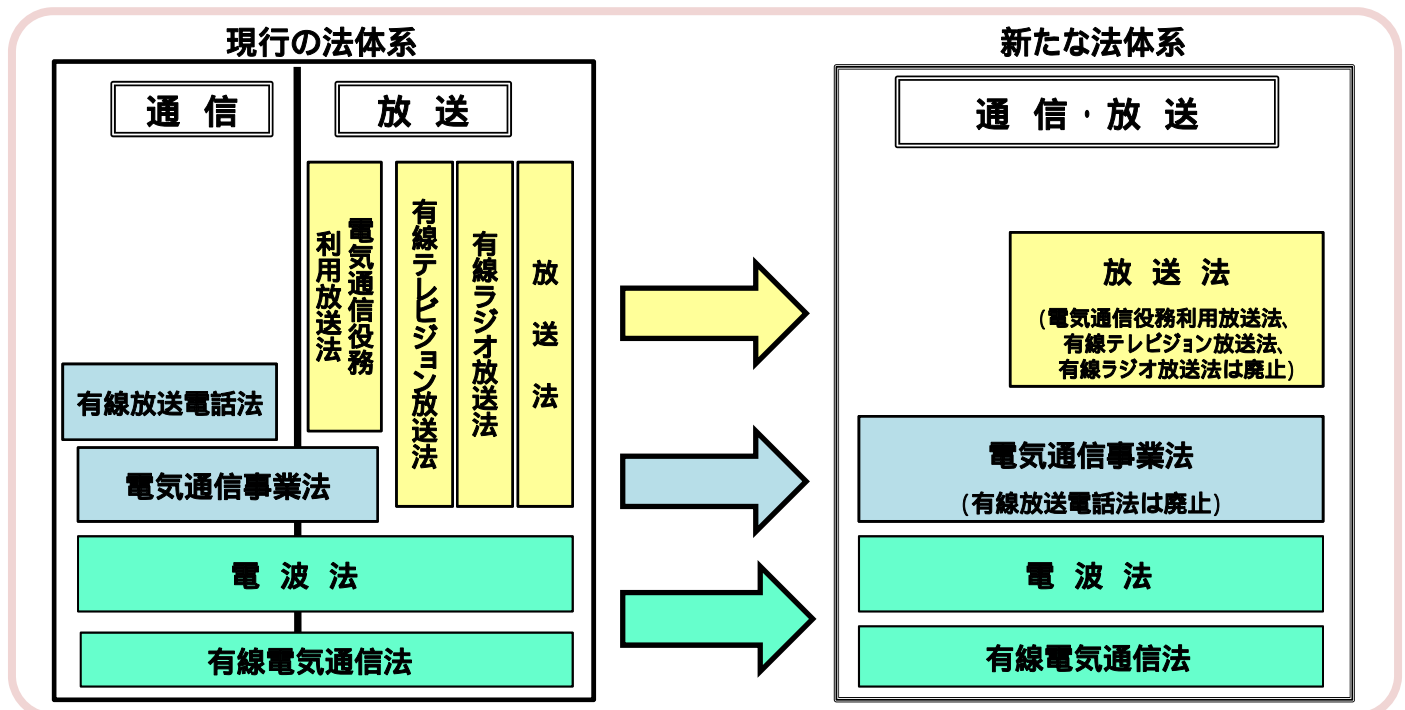 現行の法体系
通信
放送
電気通信役務
利用放送法
有線テレビジョン放送法
有線ラジオ放送法
放送法
有線放送電話法
電気通信事業法
電波法
有線電気通信法
新たな法体系
通信・放送
放送法
(電気通信役務利用放送法、
有線テレビジョン放送法、
有線ラジオ放送法は廃止)
電気通信事業法
(有線放送電話法は廃止)
電波法
有線電気通信法